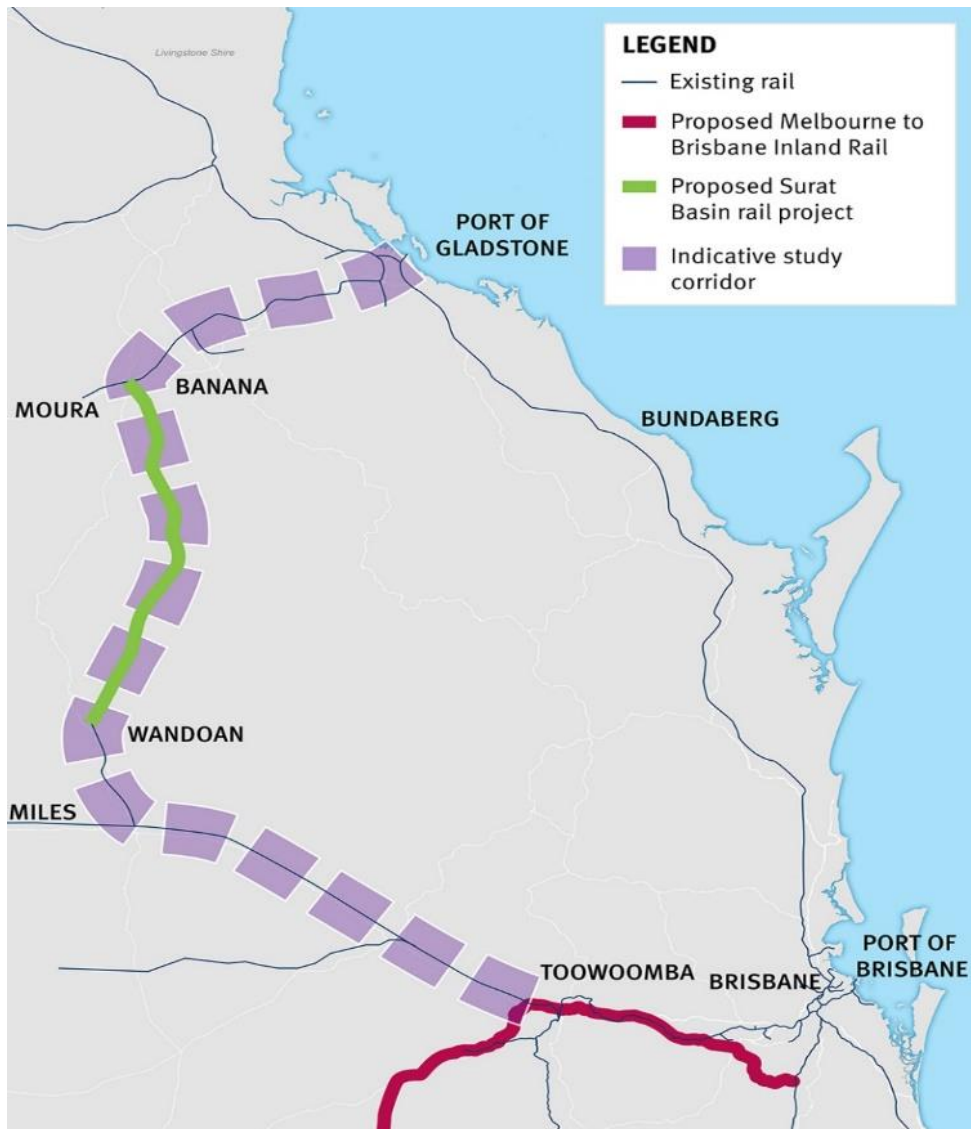 Livingstone Shire
LEGEND
Existing rail
Proposed Melbourne to
Brisbane Inland Rail
Proposed Surat
Basin rail project
Indicative study
corridor
PORT OF
GLADSTONE
BANANA
MOURA
BUNDABERG
WANDOAN
MILES
TOOWOOMBA
BRISBANE
PORT OF
BRISBANE